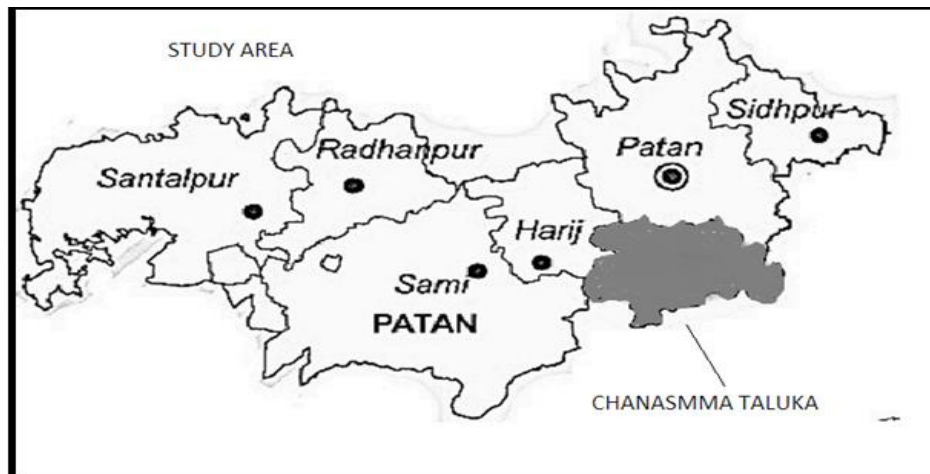 STUDY AREA
Sidhpur
Radhanpur
Patan
Santalpur
Harij
Sami
PATAN
CHANASMMA TALUKA